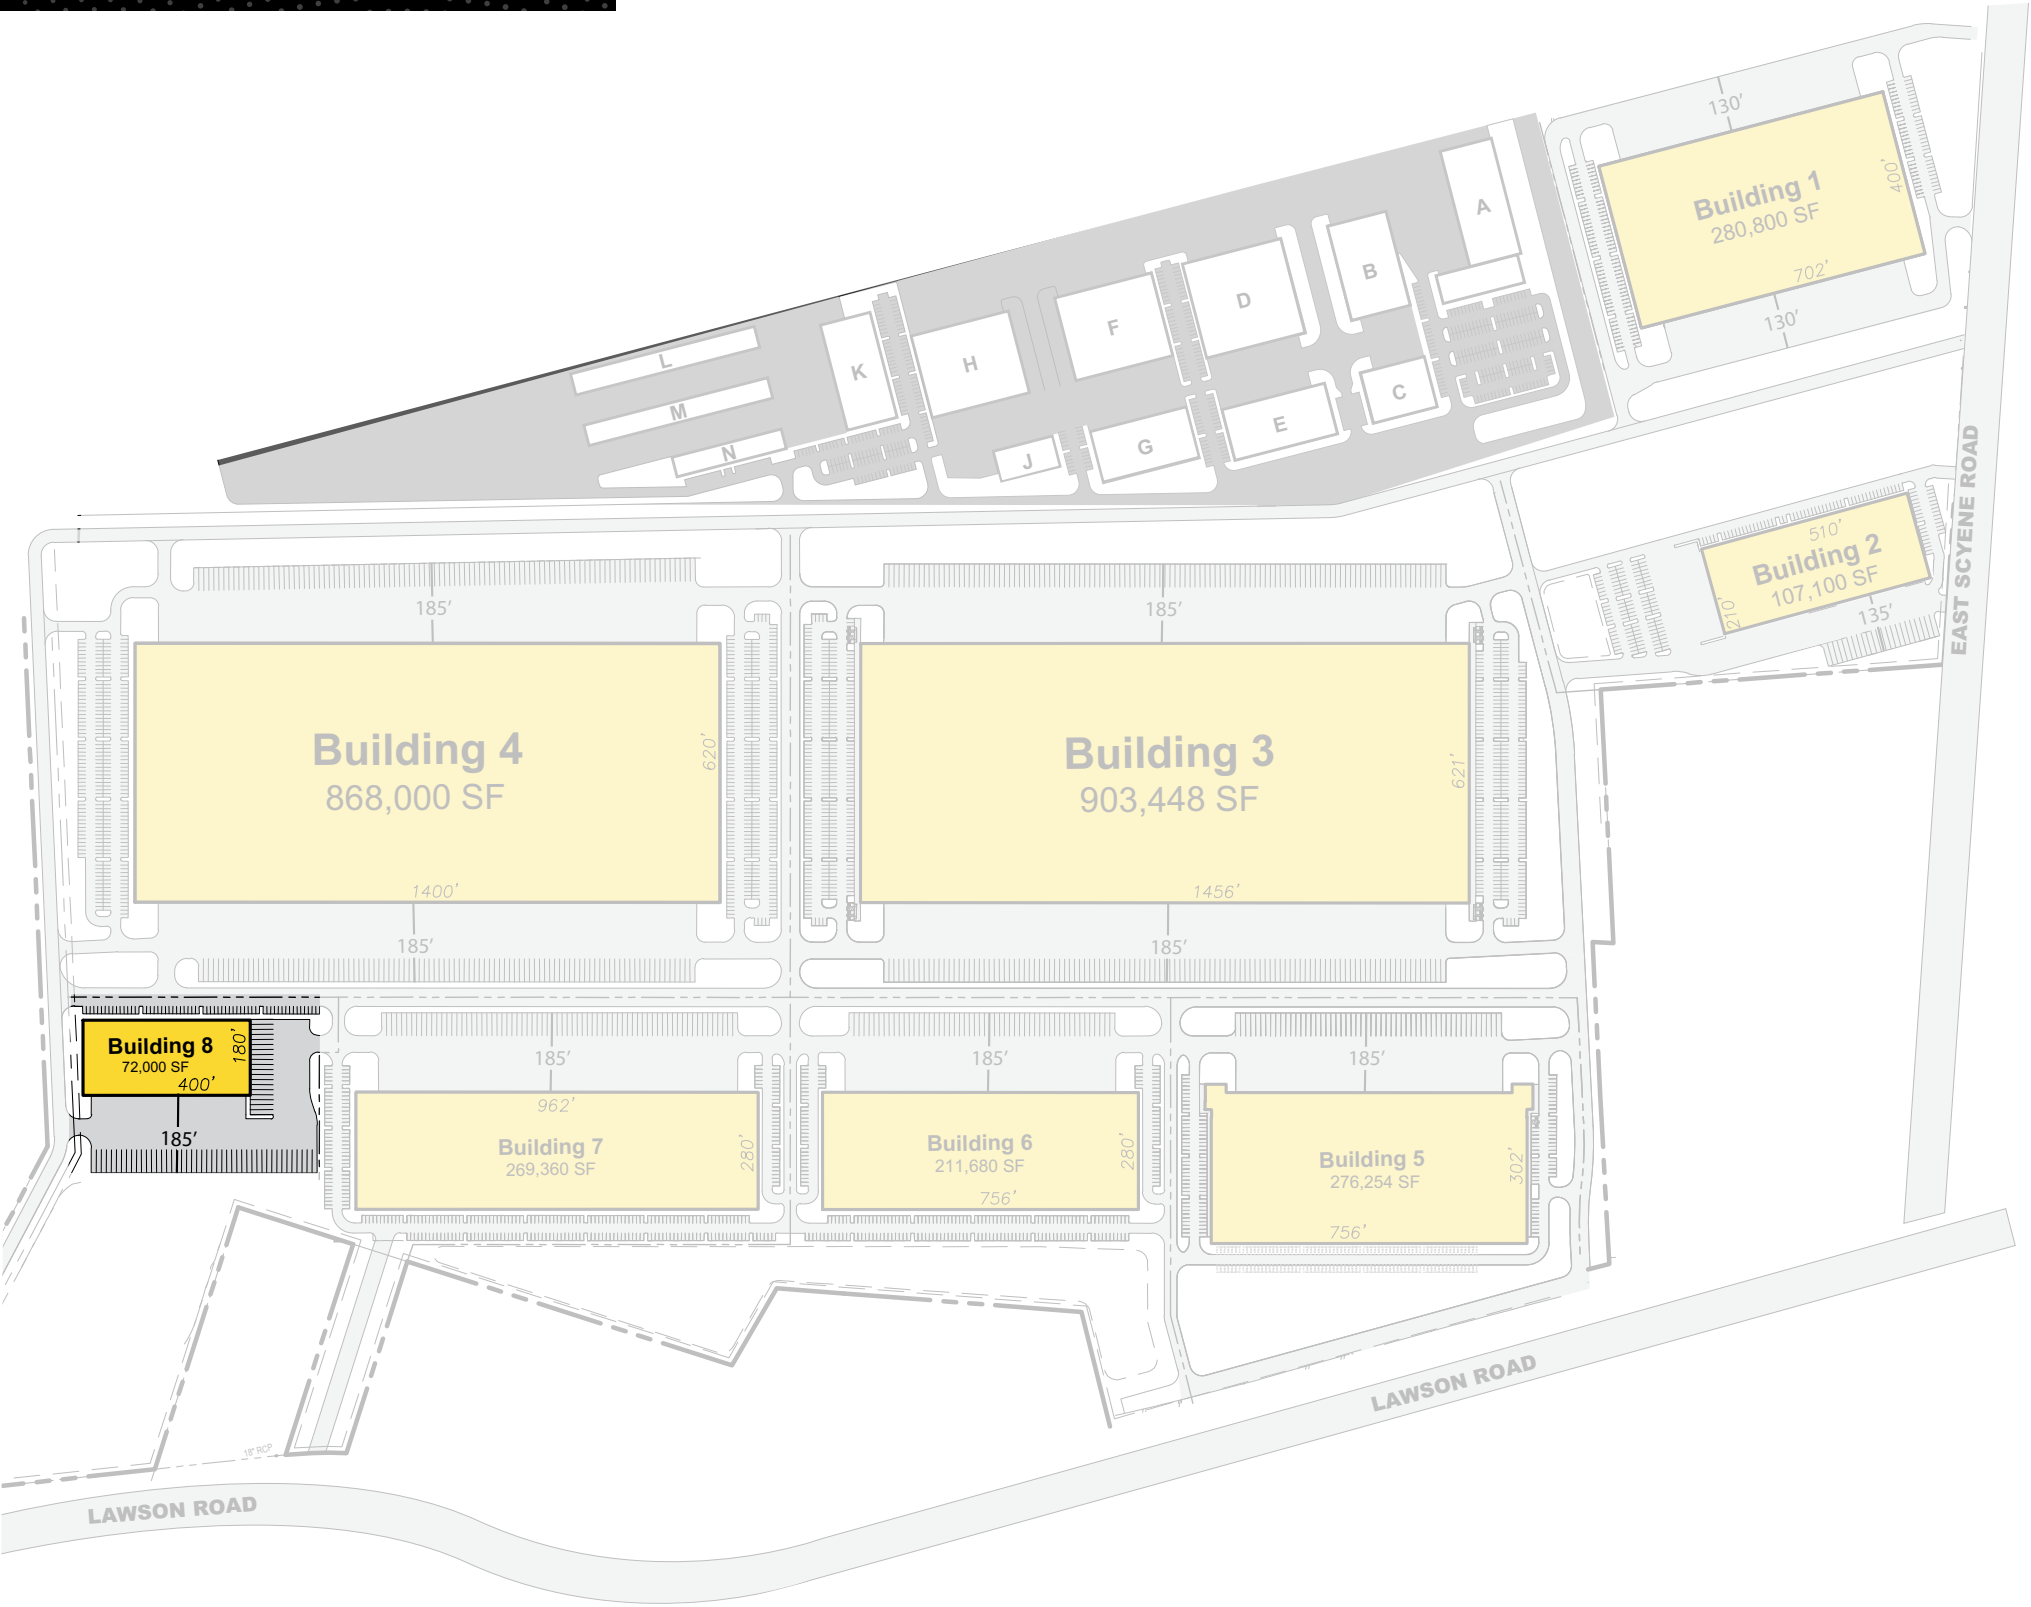 130’
Building 1
280,800 SF
400’
702’
130’
A
B
D
F
H
K
L
M
N
J
G
E
C
EAST SCYENE ROAD
510’
Building 2
107,100 SF
210’
135’
185’
185’
Building 4
868,000 SF
620’
1400’
185’
Building 3
903,448 SF
621’
1456’
185’
Building 8
72,000 SF
180’
400’
185’
185’
962’
Building 7
269,360 SF
280’
185’
Building 6
211,680 SF
280’
756’
185’
Building 5
276,254 SF
302’
756’
LAWSON ROAD
18" RCP
LAWSON ROAD